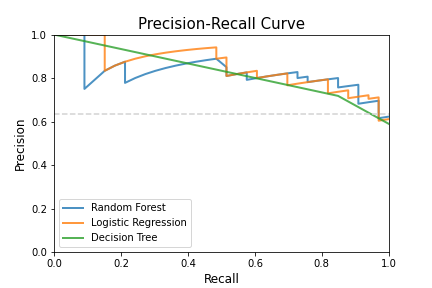 Precision-Recall Curve
1.0
0.8
0.6
0.4
0.2
0.0
Precision
Random Forest
Logistic Regression
Decision Tree
0.0 0.2 0.4 0.6 0.8 1.0
Recall